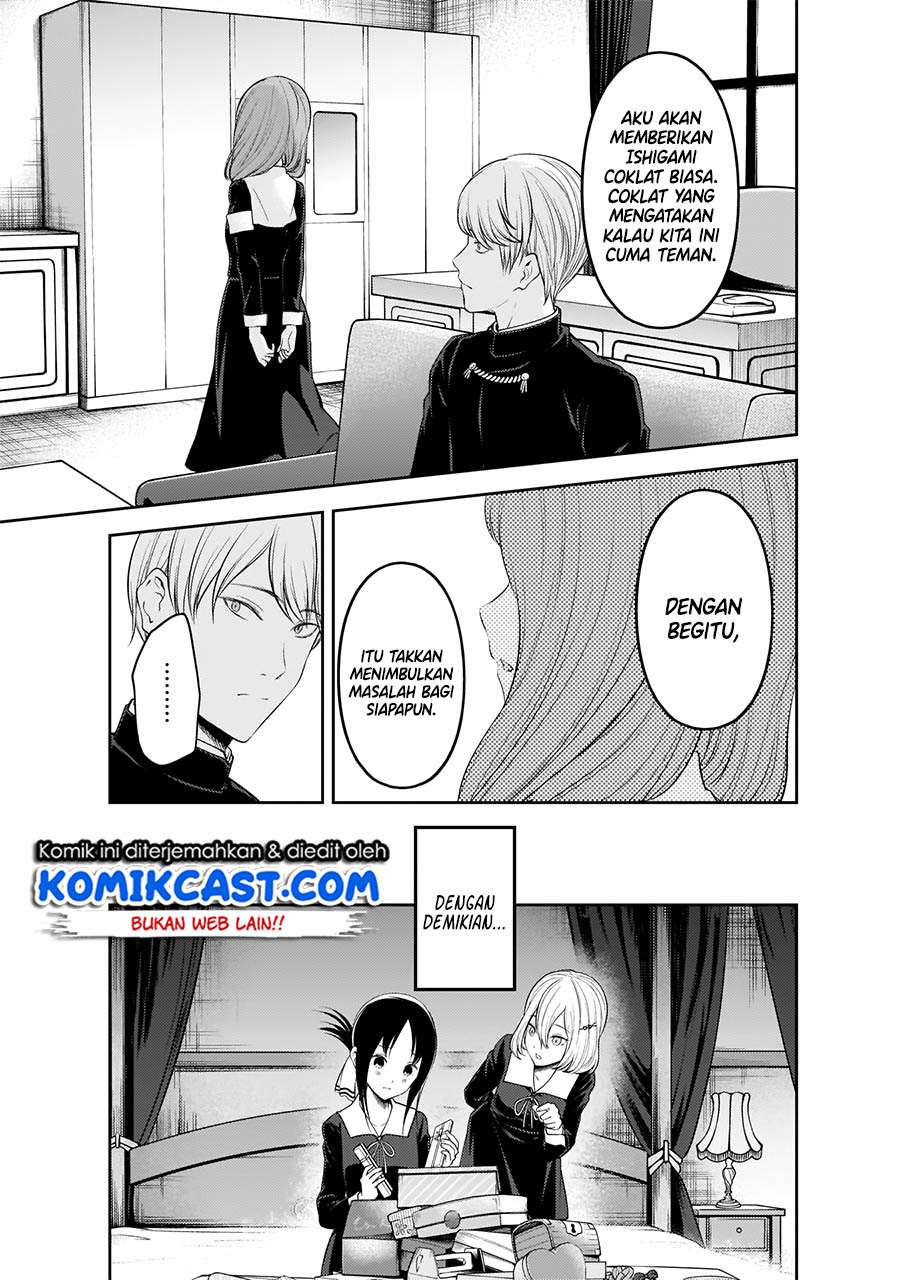 AKU AKAN
MEMBERIKAN
ISHIGAMI
COKLAT BIASA.
COKLAT YANG
MENGATAKAN
KALAU KITA INI
CUMA TEMAN.
DENGAN
BEGITU,
ITU TAKKAN
MENIMBULKAN
MASALAH BAGI
SIAPAPUN.
.........
Komik ini diterjemahkan & diedit oleh
KOMIKCAST.COM
BUKAN WEB LAIN!!
DENGAN
DEMIKIAN...